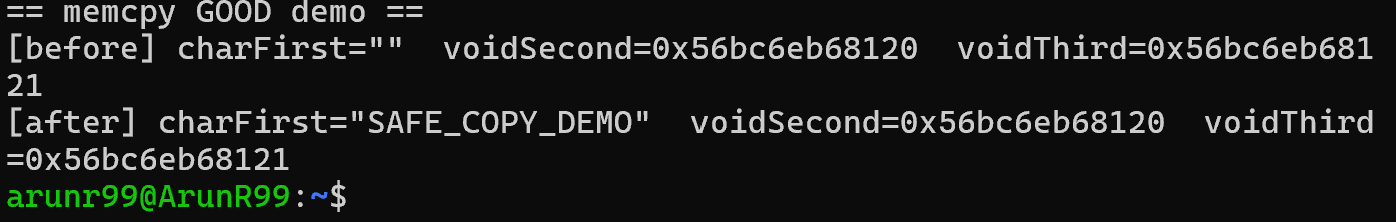 == memcpy GOOD demo ==
[before] charFirst=""  voidSecond=0x56bc6eb68120  voidThird=0x56bc6eb681
21
[after] charFirst="SAFE_COPY_DEMO"  voidSecond=0x56bc6eb68120  voidThird
=0x56bc6eb68121
arunr99@ArunR99:~$